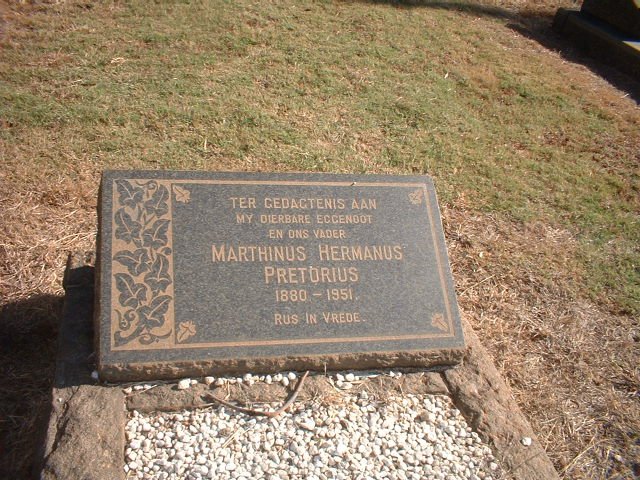 TER GEDAGTENIS AAN
MY DIERBARE EGGENOOT
EN ONS VADER
MARTHINUS HERMANUS
PRETORIUS
1880 – 1951.
RUS IN VREDE.